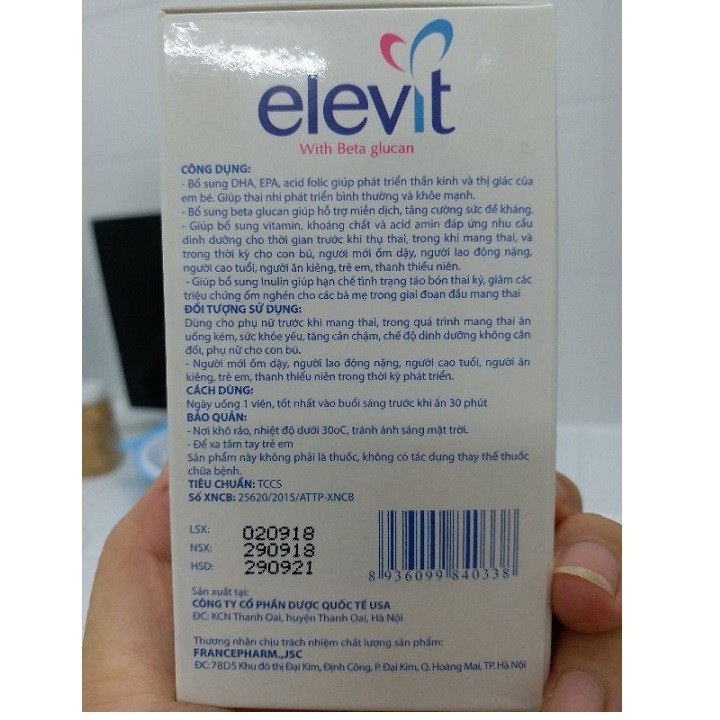 elevit
With Beta glucan
CÔNG DỤNG:
- Bổ sung DHA, EPA, acid folic giúp phát triển thần kinh và thị giác của
em bé. Giúp thai nhi phát triển bình thường và khỏe mạnh.
- Bổ sung beta glucan giúp hỗ trợ miễn dịch, tăng cường sức đề kháng.
- Giúp bổ sung vitamin, khoáng chất và acid amin đáp ứng nhu cầu
dinh dưỡng cho thời gian trước khi thụ thai, trong khi mang thai, và
trong thời kỳ cho con bú, người mới ốm dậy, người lao động nặng,
người cao tuổi, người ăn kiêng, trẻ em, thanh thiếu niên.
- Giúp bổ sung Inulin giúp hạn chế tình trạng táo bón thai kỳ, giảm các
triệu chứng ốm nghén cho các bà mẹ trong giai đoạn đầu mang thai
ĐỐI TƯỢNG SỬ DỤNG:
Dùng cho phụ nữ trước khi mang thai, trong quá trình mang thai ăn
uống kém, sức khỏe yếu, tăng cân chậm, chế độ dinh dưỡng không cân
đối, phụ nữ cho con bú.
- Người mới ốm dậy, người lao động nặng, người cao tuổi, người ăn
kiêng, trẻ em, thanh thiếu niên trong thời kỳ phát triển.
CÁCH DÙNG:
Ngày uống 1 viên, tốt nhất vào buổi sáng trước khi ăn 30 phút
BẢO QUẢN:
- Nơi khô ráo, nhiệt độ dưới 30oC, tránh ánh sáng mặt trời.
- Để xa tầm tay trẻ em
Sản phẩm này không phải là thuốc, không có tác dụng thay thế thuốc
chữa bệnh.
TIÊU CHUẨN: TCCS
Số XNCB: 25620/2015/ATTP-XNCB
LSX: 020918
NSX: 290918
HSD: 290921
8 936099 840338
Sản xuất tại:
CÔNG TY CỔ PHẦN DƯỢC QUỐC TẾ USA
ĐC: KCN Thanh Oai, huyện Thanh Oai, Hà Nội
Thương nhân chịu trách nhiệm chất lượng sản phẩm:
FRANCEPHARM.,JSC
ĐC:78D5 Khu đô thị Đại Kim, Định Công, P. Đại Kim, Q. Hoàng Mai, TP. Hà Nội